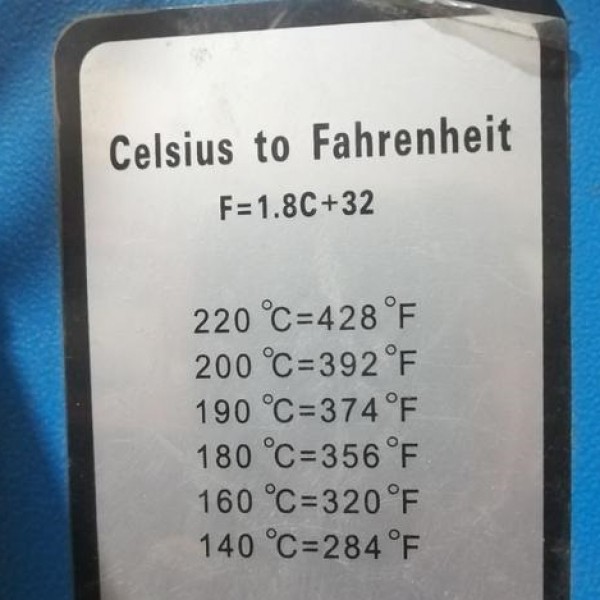 Celsius to Fahrenheit
F=1.8C+32
220 °C=428 °F
200 °C=392 °F
190 °C=374 °F
180 °C=356 °F
160 °C=320 °F
140 °C=284 °F